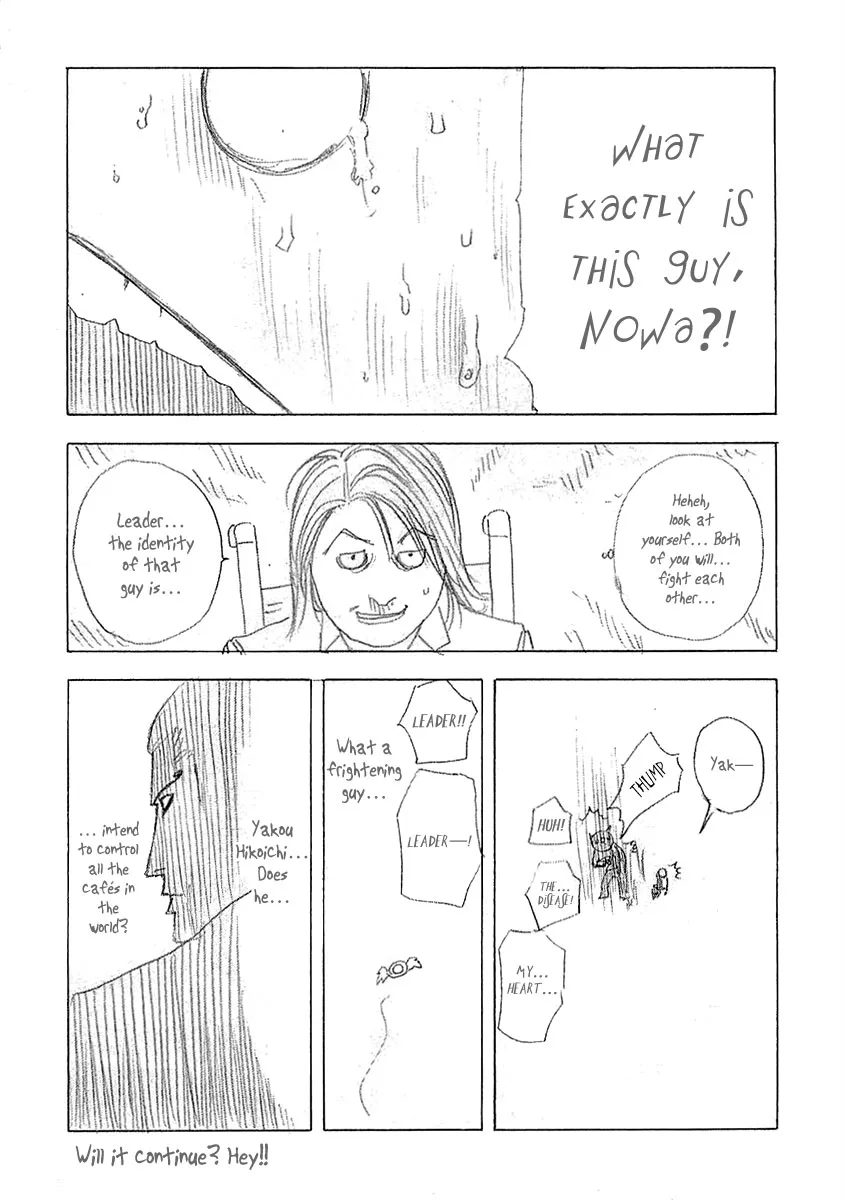 WHAT
EXACTLY IS
THIS GUY,
NOWA?!
Heheh,
look at
yourself... Both
of you will...
fight each
other...
Leader...
the identity
of that
guy is...
Yak—
THUMP
HUH!
THE...
DISEASE!
MY...
HEART...
LEADER!!
What a
frightening
guy...
LEADER—!
Yakou
Hikoichi...
Does
he...
... intend
to control
all the
cafés in
the
world?
Will it continue? Hey!!